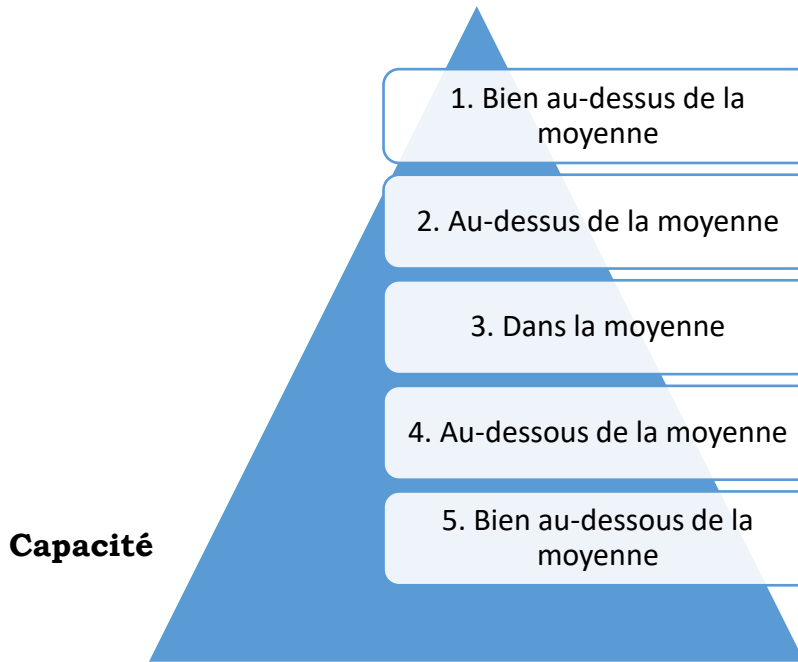 1. Bien au-dessus de la
moyenne
2. Au-dessus de la moyenne
3. Dans la moyenne
4. Au-dessous de la moyenne
5. Bien au-dessous de la
moyenne
Capacité